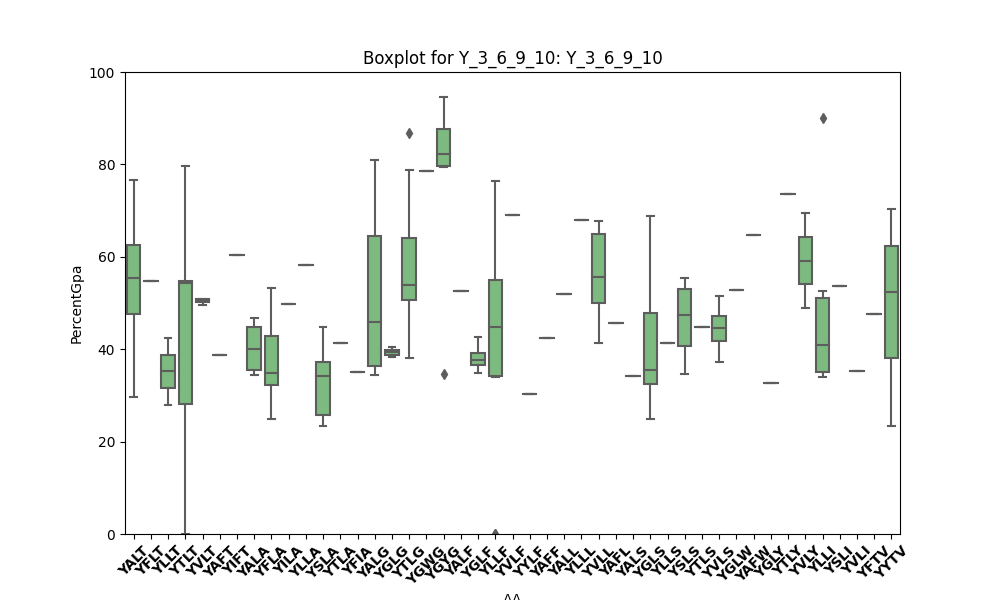 Boxplot for Y_3_6_9_10: Y_3_6_9_10
PercentGpa
100
80
60
40
20
0
YALT
YFLT
YLLT
YTLT
YVLT
YAFT
YIFT
YALA
YFLA
YILA
YLLA
YSLA
YTLA
YFIA
YALG
YGLG
YTLG
YGWG
YGYG
YALF
YGLF
YLLF
YVLF
YYLF
YAFF
YALL
YLLL
YVLL
YAFL
YALS
YGLS
YLLS
YSLS
YTLS
YVLS
YGLW
YAFW
YGLY
YTLY
YVLY
YLLI
YSLI
YVLI
YFTV
YYTV